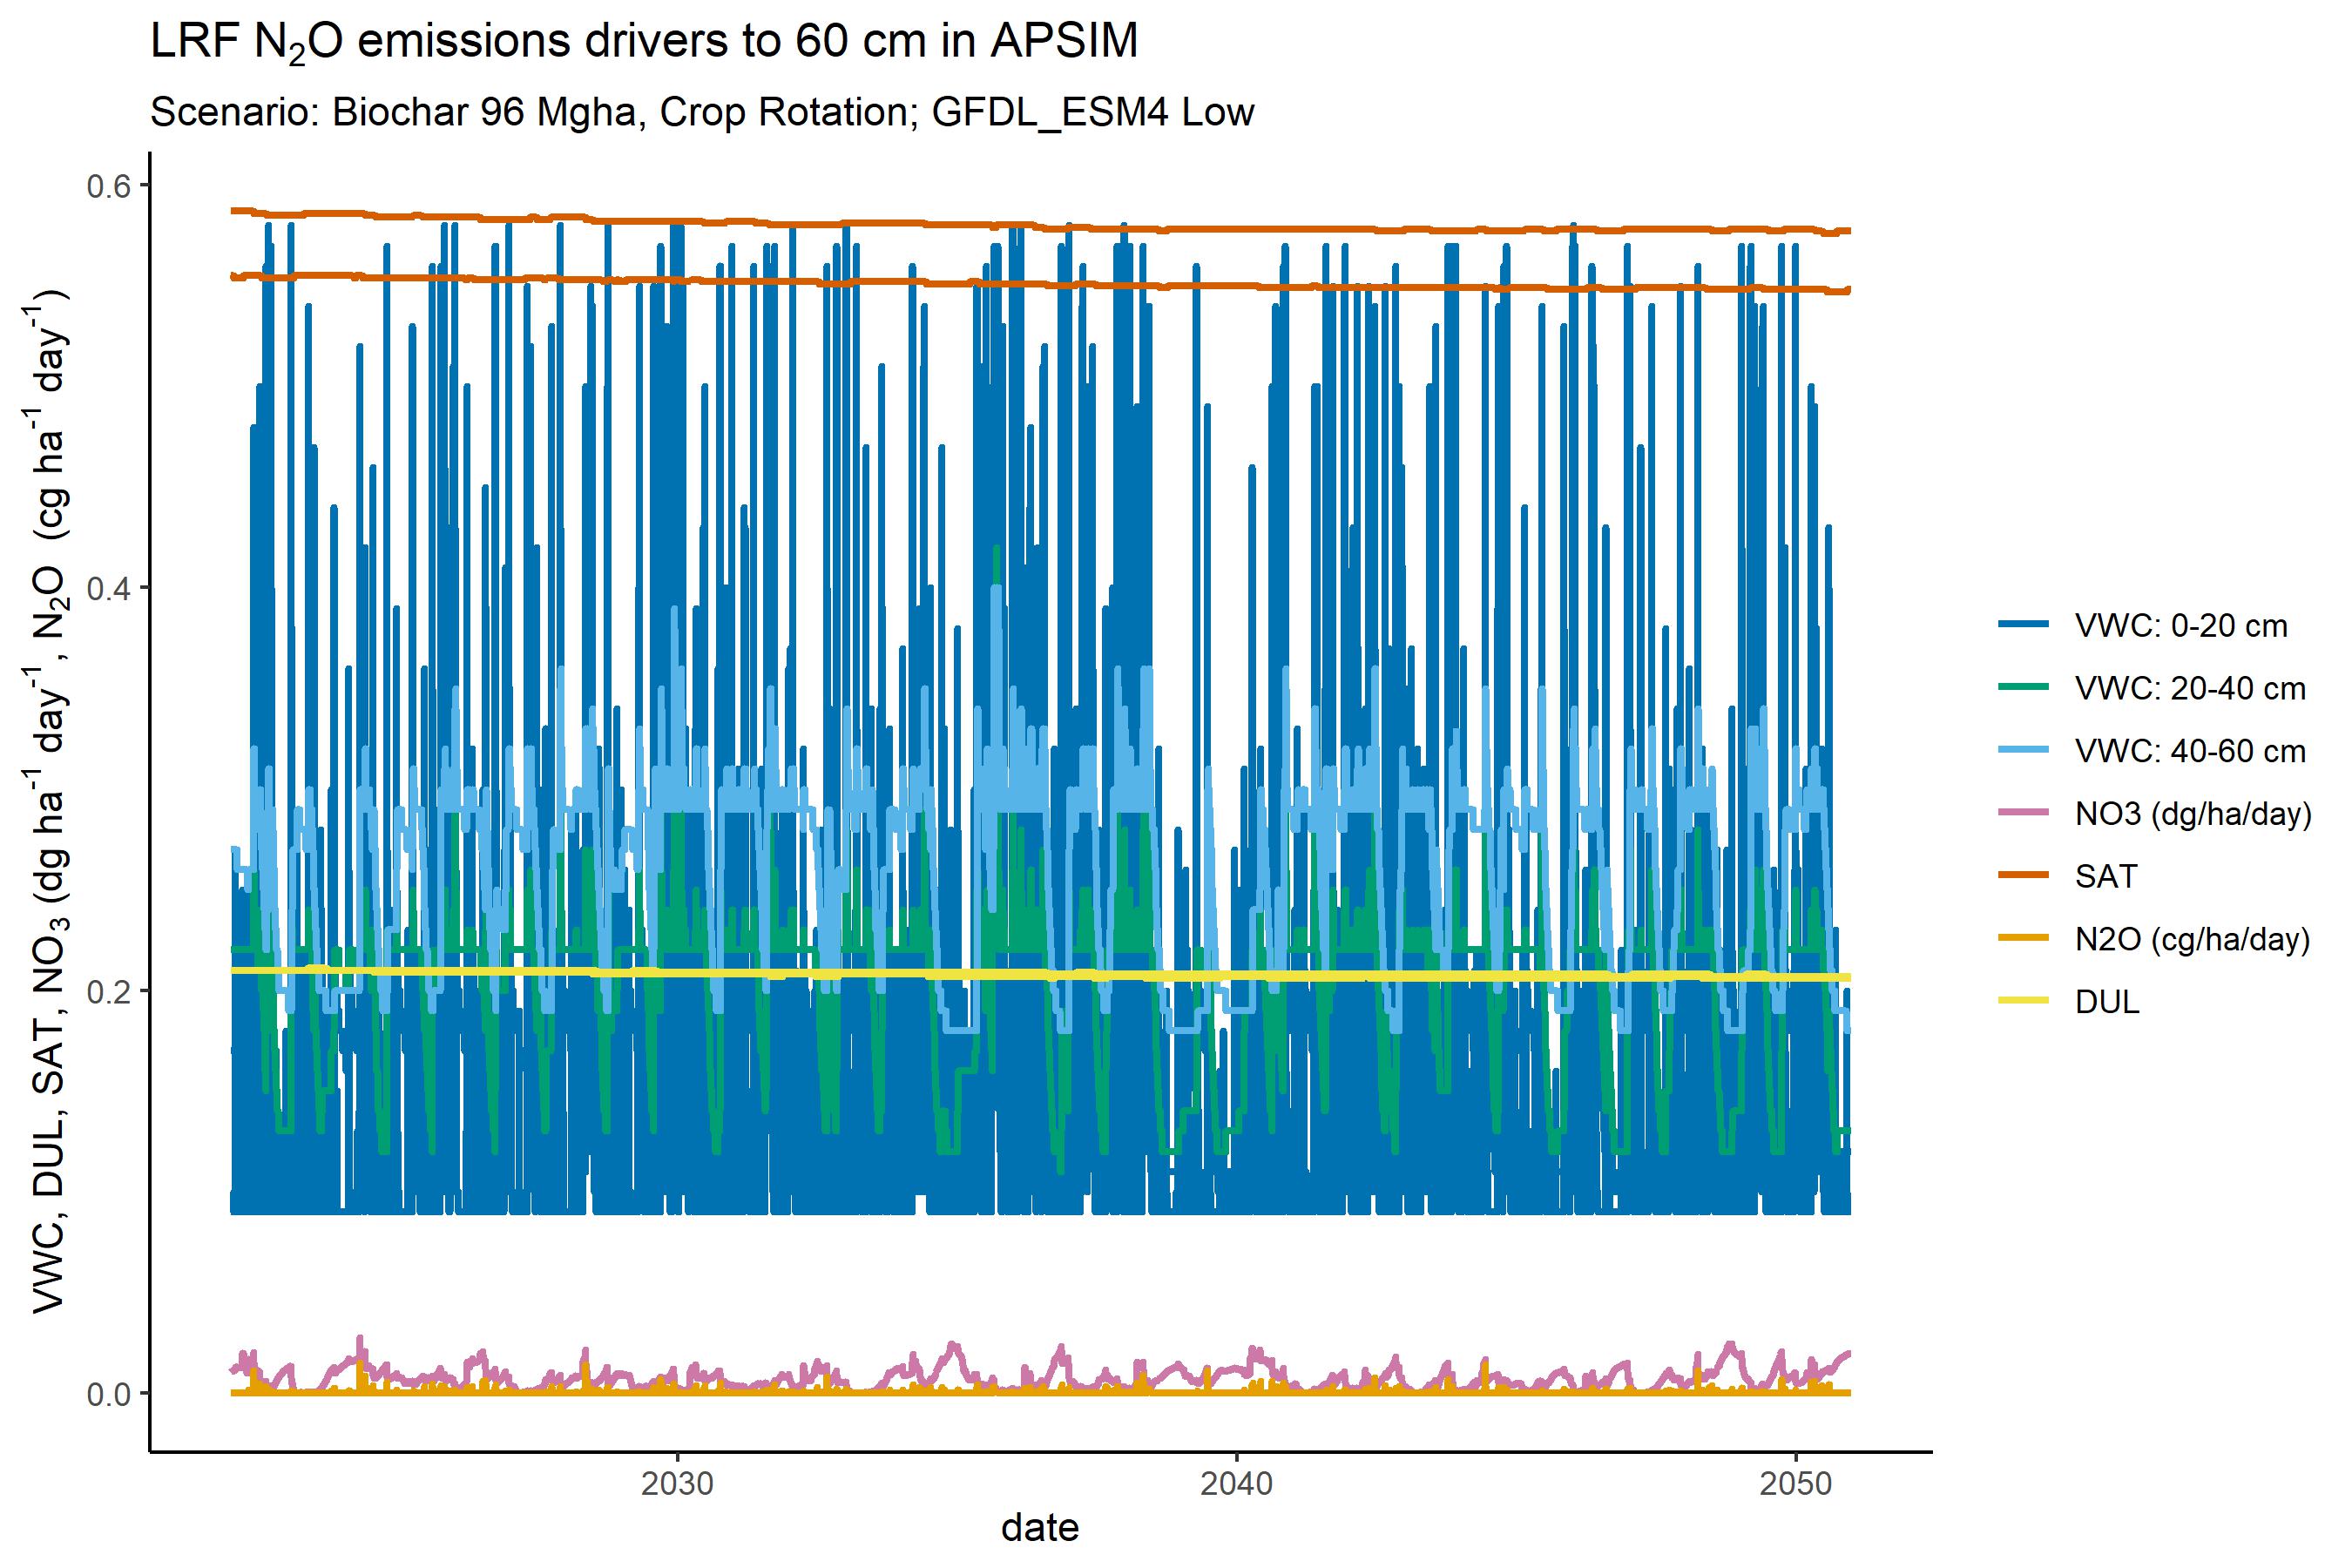 LRF N₂O emissions drivers to 60 cm in APSIM
Scenario: Biochar 96 Mgha, Crop Rotation; GFDL_ESM4 Low
VWC, DUL, SAT, NO₃ (dg ha⁻¹ day⁻¹, N₂O (cg ha⁻¹ day⁻¹)
0.6
0.4
0.2
0.0
2030
2040
2050
date
VWC: 0-20 cm
VWC: 20-40 cm
VWC: 40-60 cm
NO3 (dg/ha/day)
SAT
N2O (cg/ha/day)
DUL